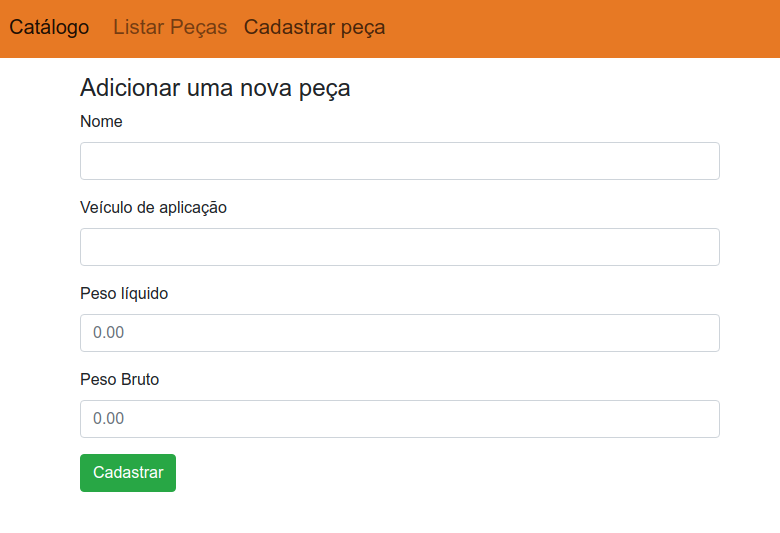 Catálogo Listar Peças Cadastrar peça
Adicionar uma nova peça
Nome
Veículo de aplicação
Peso líquido
0.00
Peso Bruto
0.00
Cadastrar